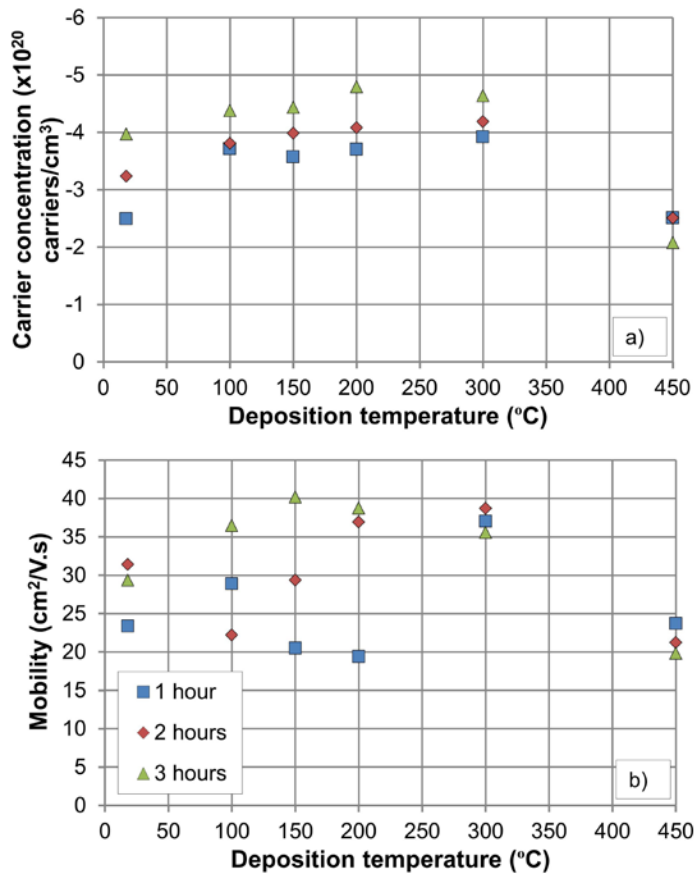 Carrier concentration (x10²⁰
carriers/cm³)
-6
-5
-4
-3
-2
-1
0
a)
0 50 100 150 200 250 300 350 400 450
Deposition temperature (ºC)
Mobility (cm²/V.s)
45
40
35
30
25
20
15
10
5
0
1 hour
2 hours
3 hours
b)
0 50 100 150 200 250 300 350 400 450
Deposition temperature (ºC)